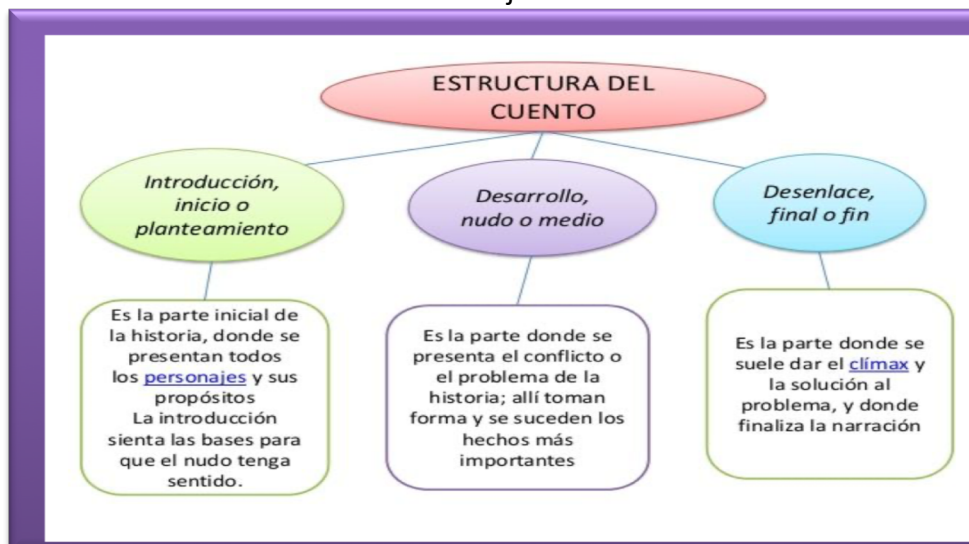 ESTRUCTURA DEL
CUENTO
Introducción,
inicio o
planteamiento
Desarrollo,
nudo o medio
Desenlace,
final o fin
Es la parte inicial de
la historia, donde se
presentan todos
los personajes y sus
propósitos
La introducción
sienta las bases para
que el nudo tenga
sentido.
Es la parte donde se
presenta el conflicto o
el problema de la
historia; allí toman
forma y se suceden los
hechos más
importantes
Es la parte donde se
suele dar el clímax y
la solución al
problema, y donde
finaliza la narración